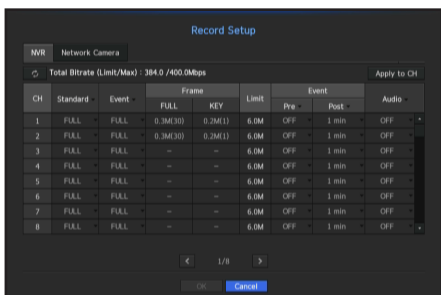 Record Setup
NVR Network Camera
Total Bitrate (Limit/Max) : 384.0 /400.0Mbps Apply to CH
CH Standard Event Frame Limit Event Audio
FULL KEY Pre Post
1 FULL FULL 0.3M(30) 0.2M(1) 6.0M OFF 1 min OFF
2 FULL FULL 0.3M(30) 0.2M(1) 6.0M OFF 1 min OFF
3 FULL FULL – – 6.0M OFF 1 min OFF
4 FULL FULL – – 6.0M OFF 1 min OFF
5 FULL FULL – – 6.0M OFF 1 min OFF
6 FULL FULL – – 6.0M OFF 1 min OFF
7 FULL FULL – – 6.0M OFF 1 min OFF
8 FULL FULL – – 6.0M OFF 1 min OFF
< 1/8 >
OK Cancel